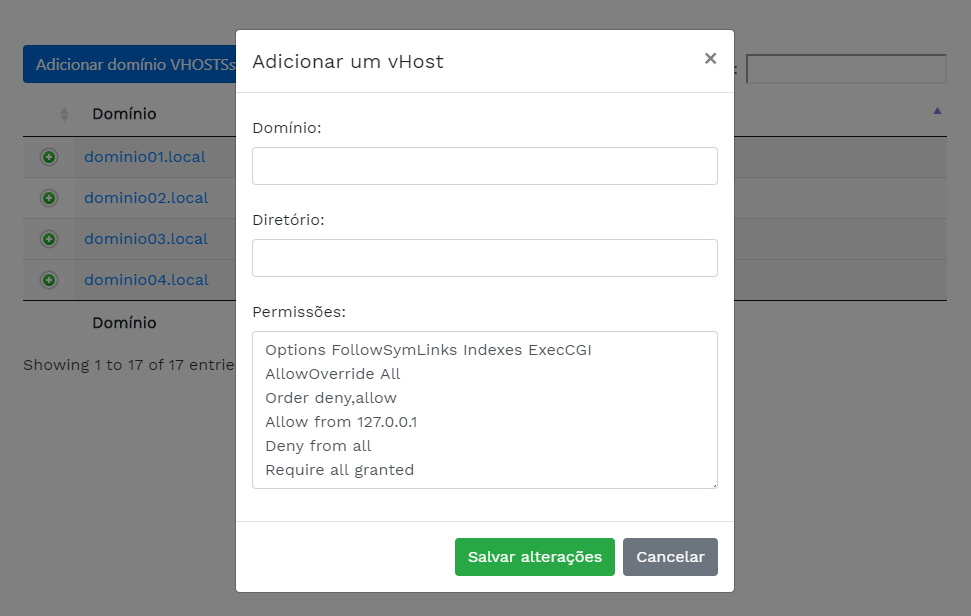 Adicionar um vHost ×
Adicionar domínio VHOSTSs :
Domínio
dominio01.local
dominio02.local
dominio03.local
dominio04.local
Domínio
Showing 1 to 17 of 17 entrie
Domínio:
Diretório:
Permissões:
Options FollowSymLinks Indexes ExecCGI
AllowOverride All
Order deny,allow
Allow from 127.0.0.1
Deny from all
Require all granted
Salvar alterações Cancelar